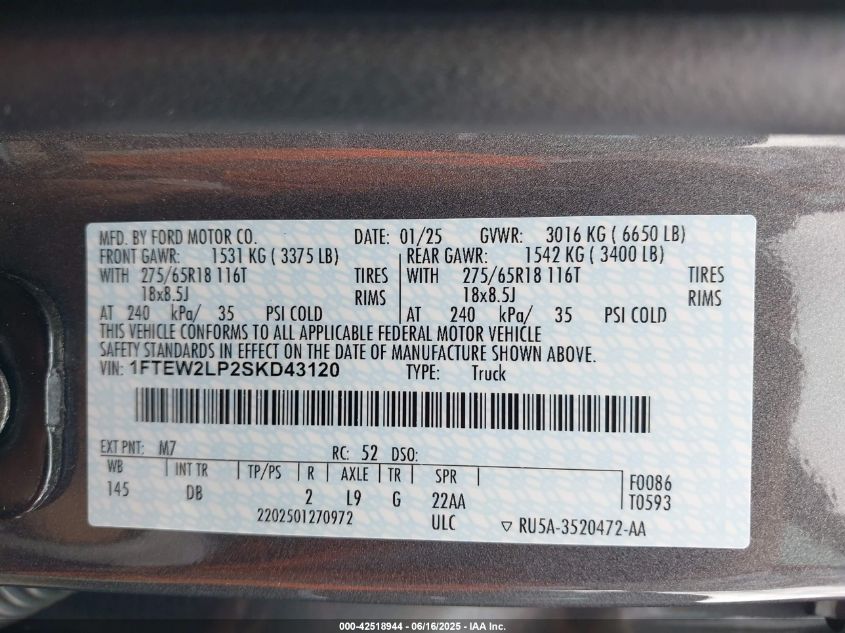 MFD. BY FORD MOTOR CO. DATE: 01/25 GVWR: 3016 KG ( 6650 LB)
FRONT GAWR: 1531 KG ( 3375 LB) REAR GAWR: 1542 KG ( 3400 LB)
WITH 275/65R18 116T TIRES WITH 275/65R18 116T TIRES
18x8.5J RIMS 18x8.5J RIMS
AT 240 kPa/ 35 PSI COLD AT 240 kPa/ 35 PSI COLD
THIS VEHICLE CONFORMS TO ALL APPLICABLE FEDERAL MOTOR VEHICLE
SAFETY STANDARDS IN EFFECT ON THE DATE OF MANUFACTURE SHOWN ABOVE.
VIN: 1FTEW2LP2SKD43120 TYPE: Truck
EXT PNT: M7 RC: 52 DSO:
WB INT TR TP/PS R AXLE TR SPR F0086
145 DB 2 L9 G 22AA T0593
2202501270972 ULC ▽ RU5A-3520472-AA
000-42518944 - 06/16/2025 - IAA Inc.